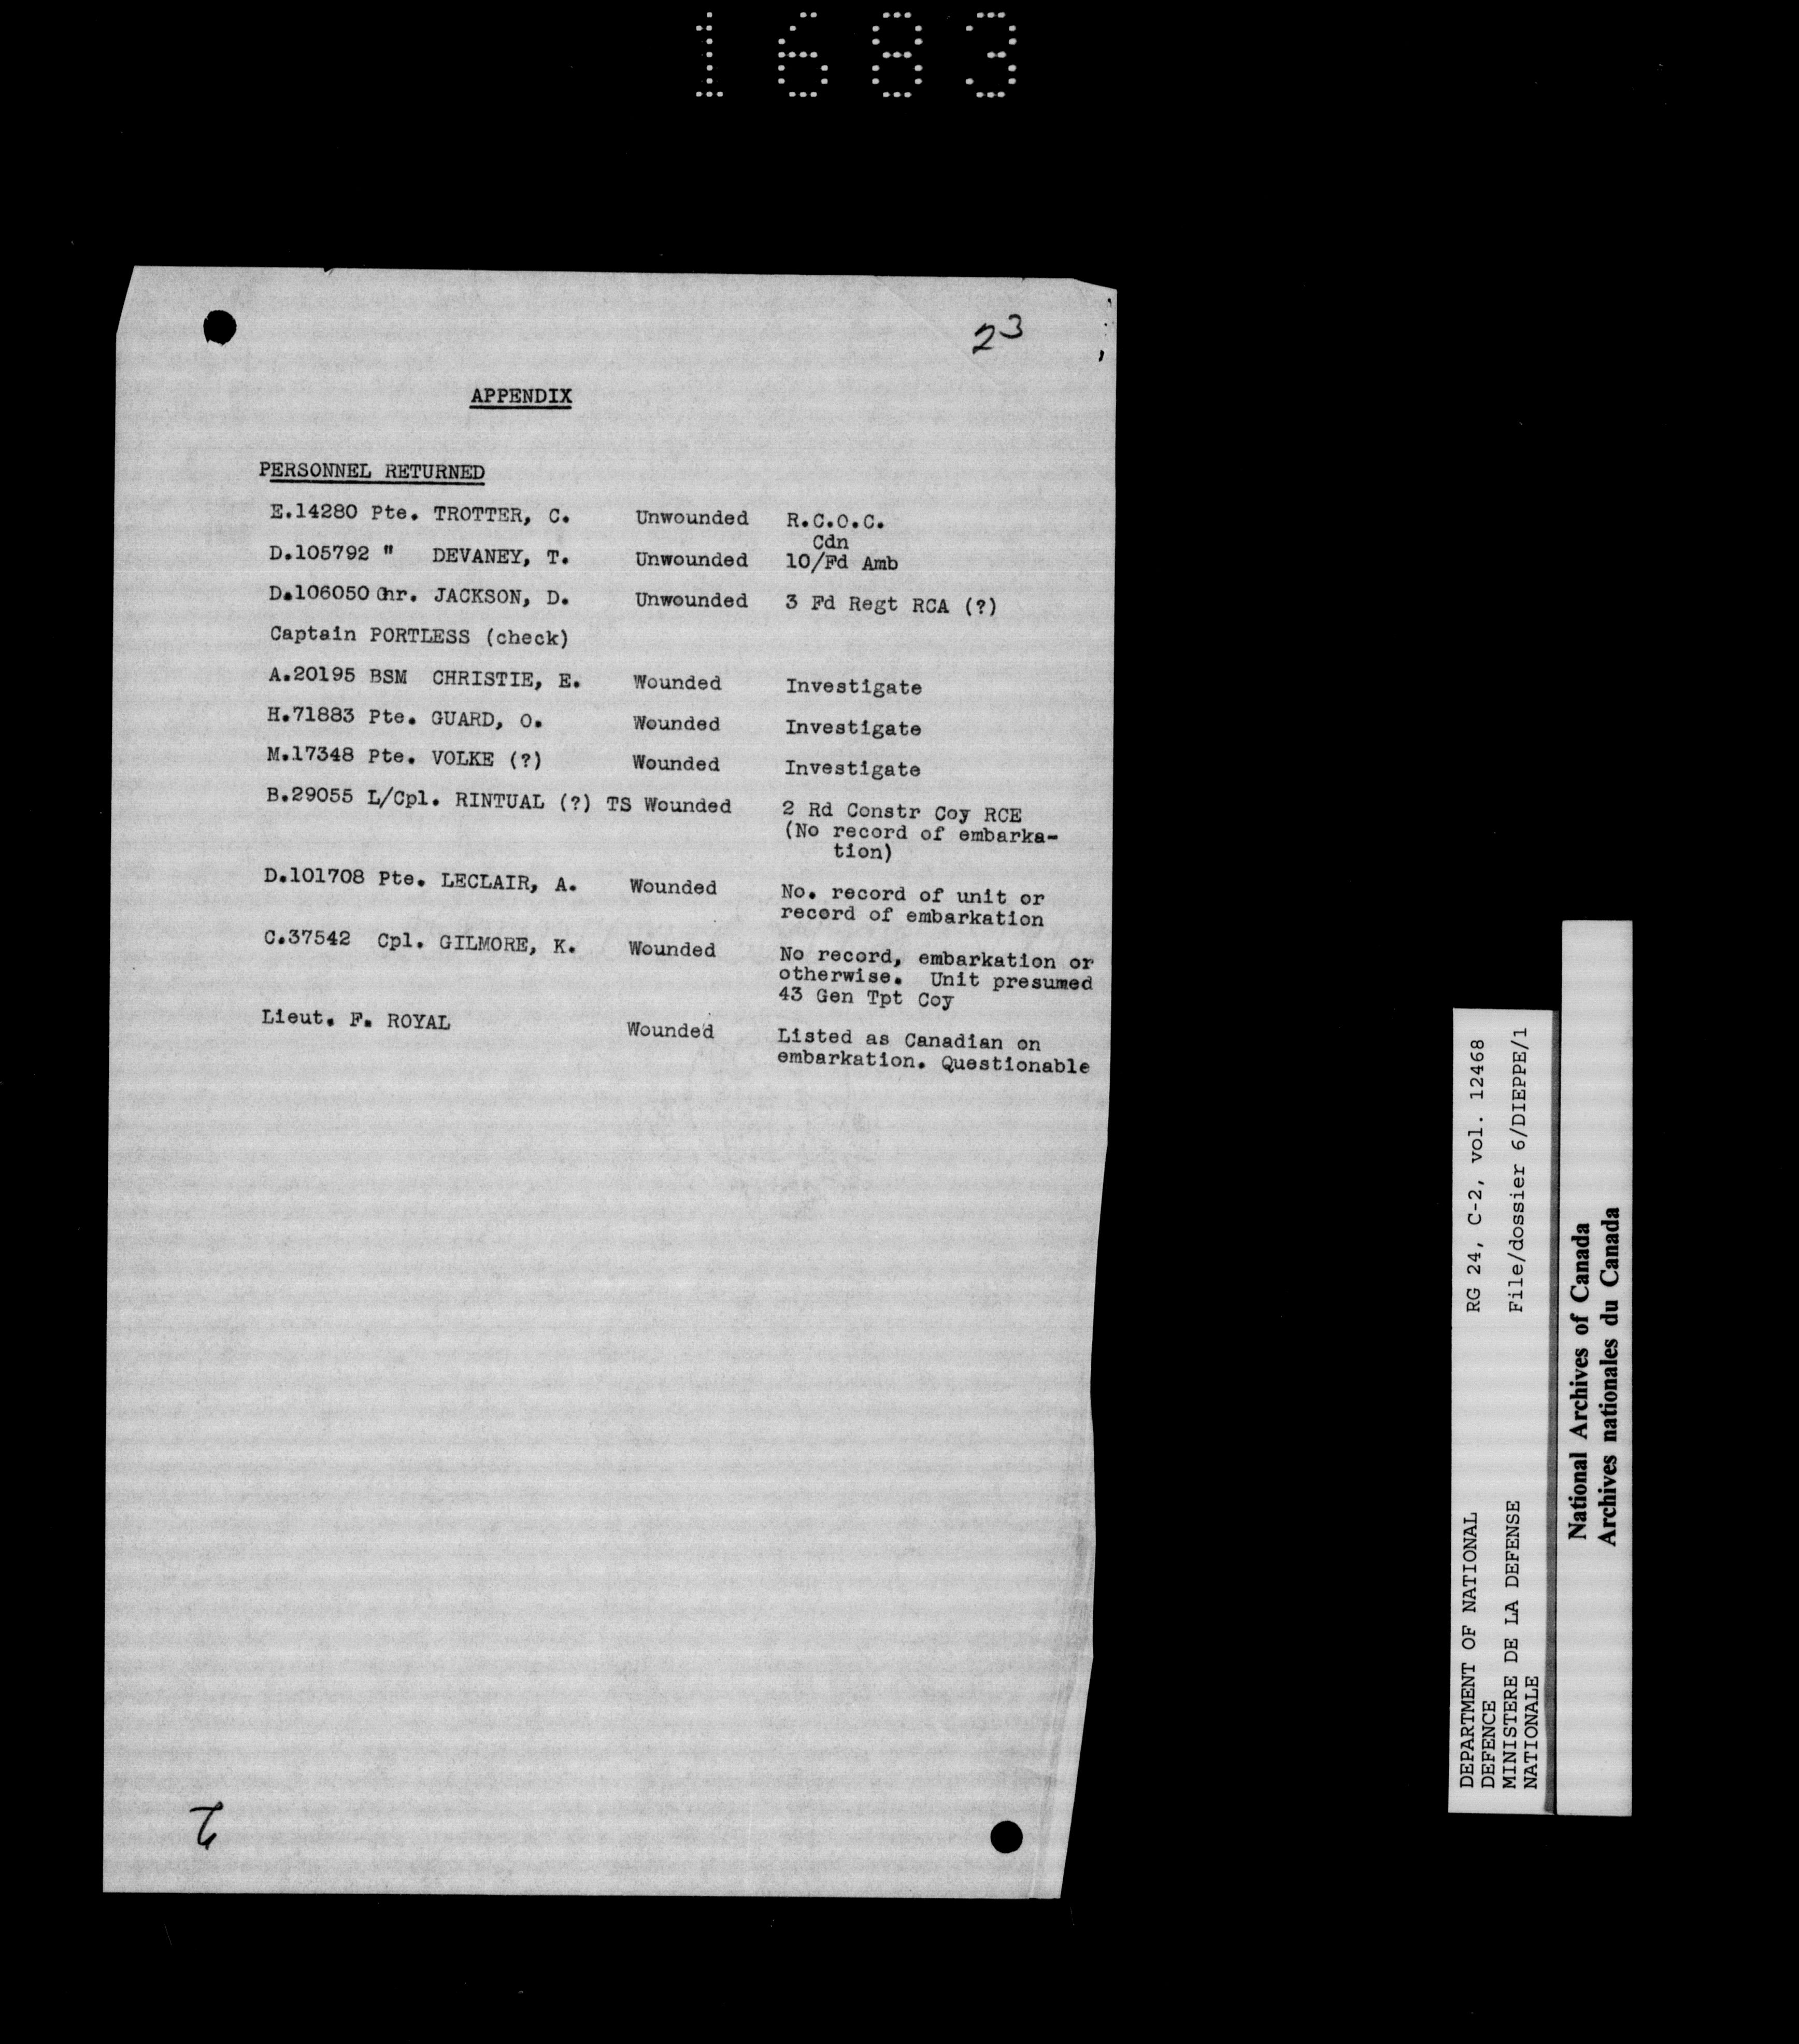 1683
23
APPENDIX
PERSONNEL RETURNED
E.14280 Pte. TROTTER, C. Unwounded R.C.O.C.
Cdn
D.105792 " DEVANEY, T. Unwounded 10/Fd Amb
D.106050 Gnr. JACKSON, D. Unwounded 3 Fd Regt RCA (?)
Captain PORTLESS (check)
A.20195 BSM CHRISTIE, E. Wounded Investigate
H.71883 Pte. GUARD, O. Wounded Investigate
M.17348 Pte. VOLKE (?) Wounded Investigate
B.29055 L/Cpl. RINTUAL (?) TS Wounded 2 Rd Constr Coy RCE
(No record of embarka-
tion)
D.101708 Pte. LECLAIR, A. Wounded No. record of unit or
record of embarkation
C.37542 Cpl. GILMORE, K. Wounded No record, embarkation or
otherwise. Unit presumed
43 Gen Tpt Coy
Lieut. F. ROYAL Wounded Listed as Canadian on
embarkation. Questionable
DEPARTMENT OF NATIONAL RG 24, C-2, vol. 12468
DEFENCE
MINISTERE DE LA DEFENSE File/dossier 6/DIEPPE/1
NATIONALE
National Archives of Canada
Archives nationales du Canada